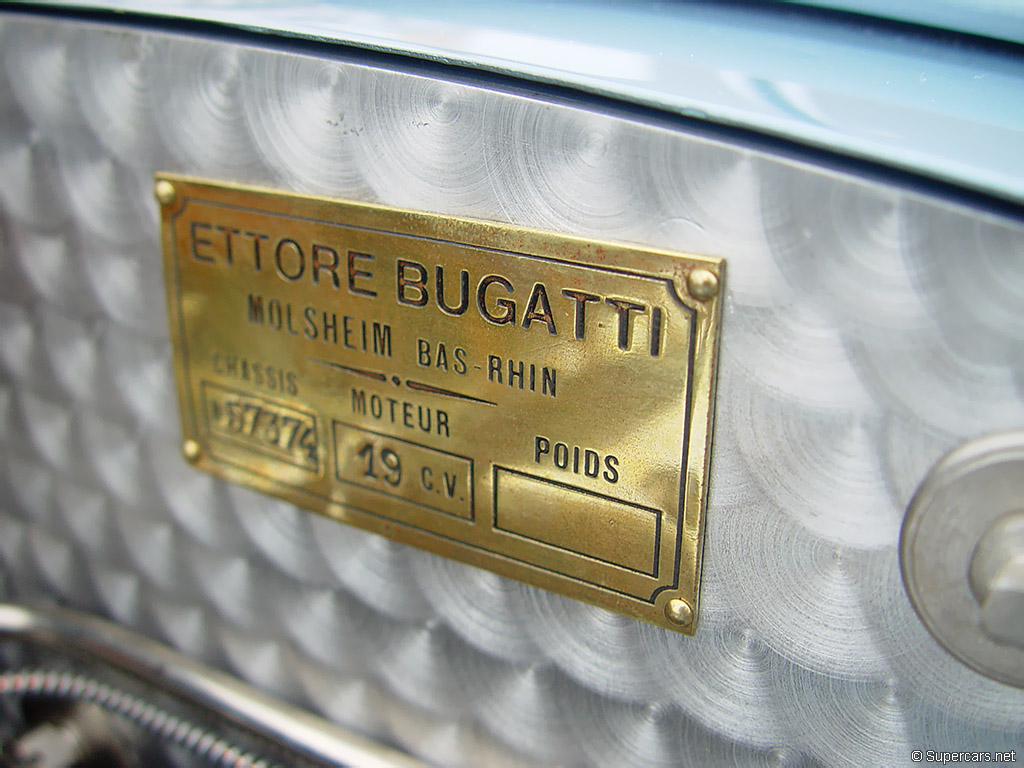 ETTORE BUGATTI
MOLSHEIM BAS-RHIN
CHASSIS MOTEUR POIDS
57374 19 C.V.
© Supercars.net